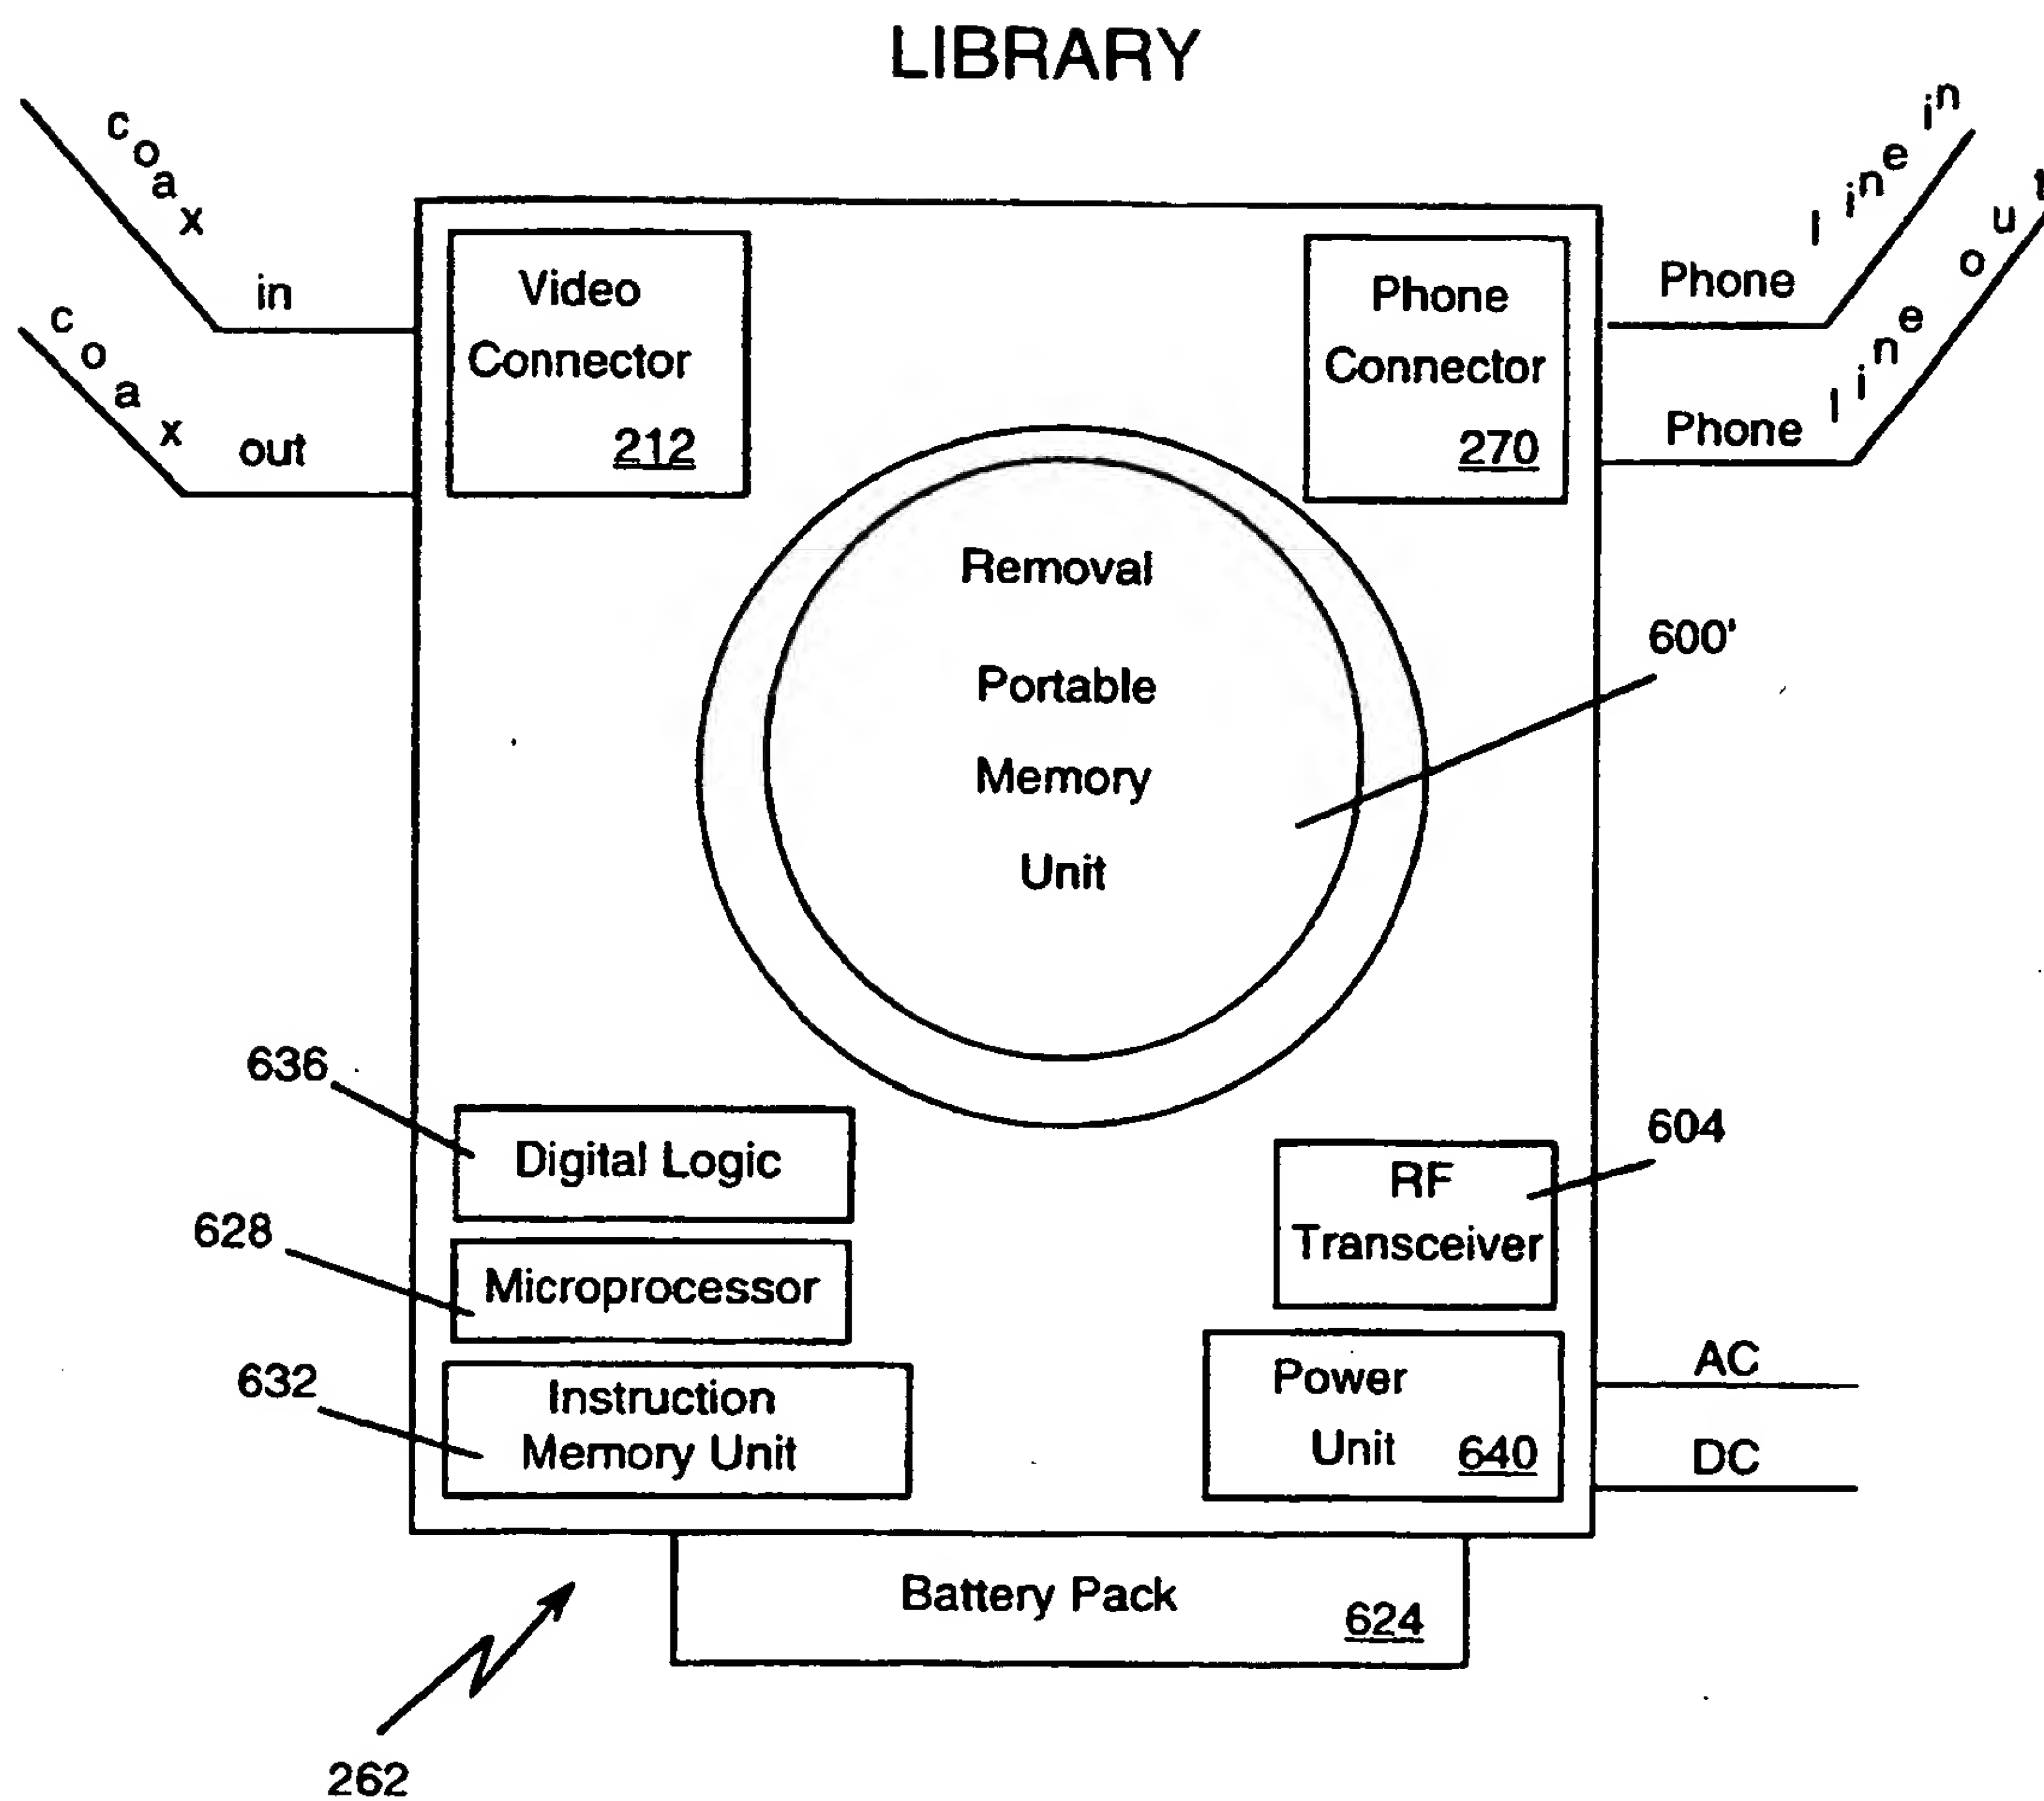 LIBRARY
coax in
coax out
Video
Connector
212
Phone
Connector
270
Phone line in
Phone line out
Removal
Portable
Memory
Unit
600'
636
Digital Logic
628
Microprocessor
632
Instruction
Memory Unit
604
RF
Transceiver
Power
Unit 640
AC
DC
Battery Pack 624
262